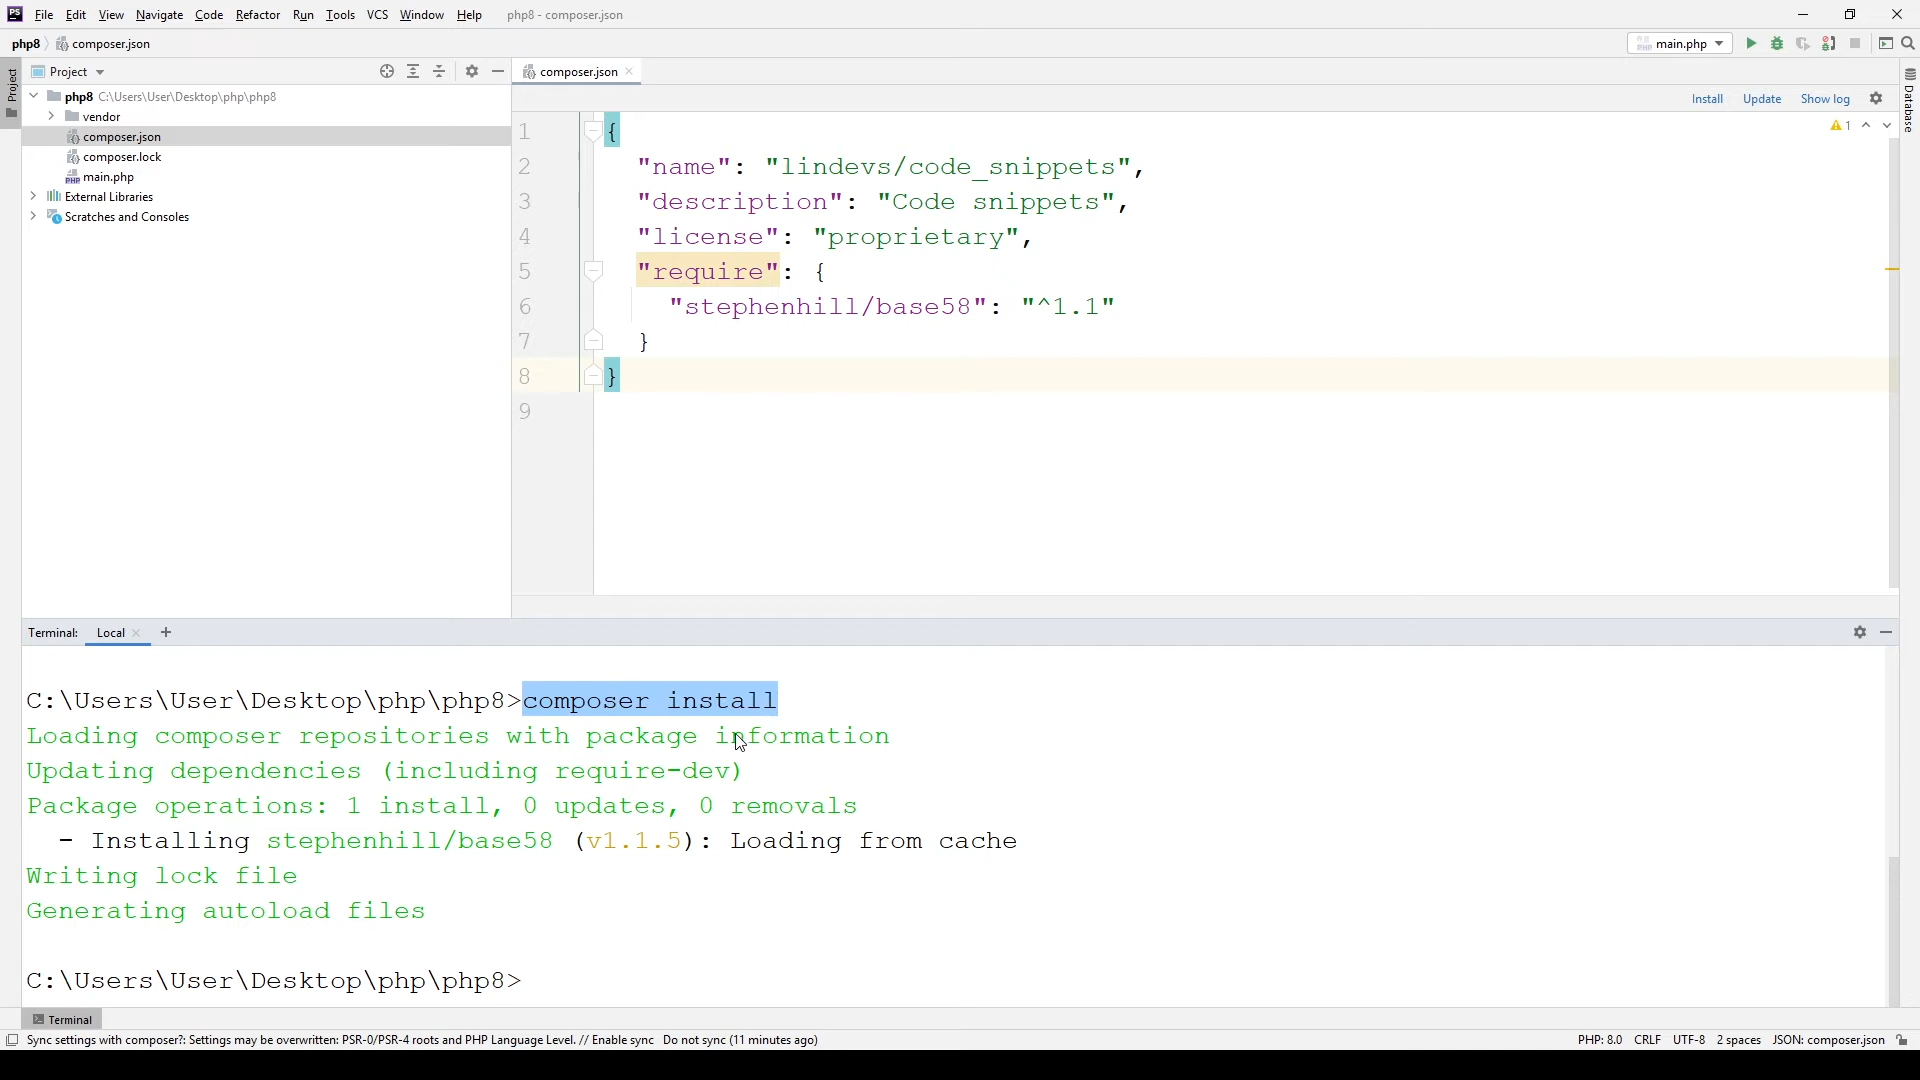 PS File Edit View Navigate Code Refactor Run Tools VCS Window Help php8 - composer.json
php8 composer.json main.php
Project
Project
composer.json
php8 C:\Users\User\Desktop\php\php8
vendor
composer.json
composer.lock
main.php
External Libraries
Scratches and Consoles
Install Update Show log
Database
1
1 {
2 "name": "lindevs/code_snippets",
3 "description": "Code snippets",
4 "license": "proprietary",
5 "require": {
6 "stephenhill/base58": "^1.1"
7 }
8 }
9
Terminal: Local +
C:\Users\User\Desktop\php\php8>composer install
Loading composer repositories with package information
Updating dependencies (including require-dev)
Package operations: 1 install, 0 updates, 0 removals
- Installing stephenhill/base58 (v1.1.5): Loading from cache
Writing lock file
Generating autoload files
C:\Users\User\Desktop\php\php8>
Terminal
Sync settings with composer?: Settings may be overwritten: PSR-0/PSR-4 roots and PHP Language Level. // Enable sync Do not sync (11 minutes ago) PHP: 8.0 CRLF UTF-8 2 spaces JSON: composer.json